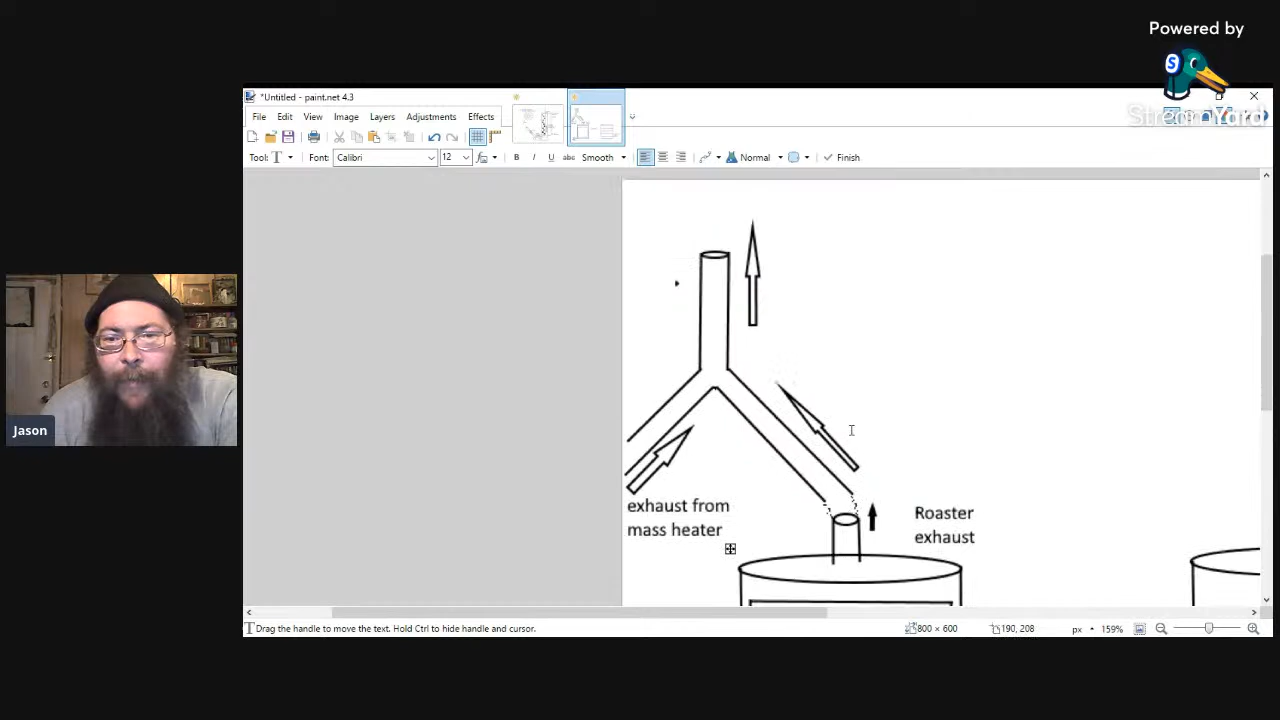 Powered by
StreamYard
*Untitled - paint.net 4.3
File Edit View Image Layers Adjustments Effects
Tool: T Font: Calibri 12 B I U abc Smooth Normal Finish
exhaust from
mass heater
Roaster
exhaust
Jason
Drag the handle to move the text. Hold Ctrl to hide handle and cursor.
800 × 600 190, 208 px 159%